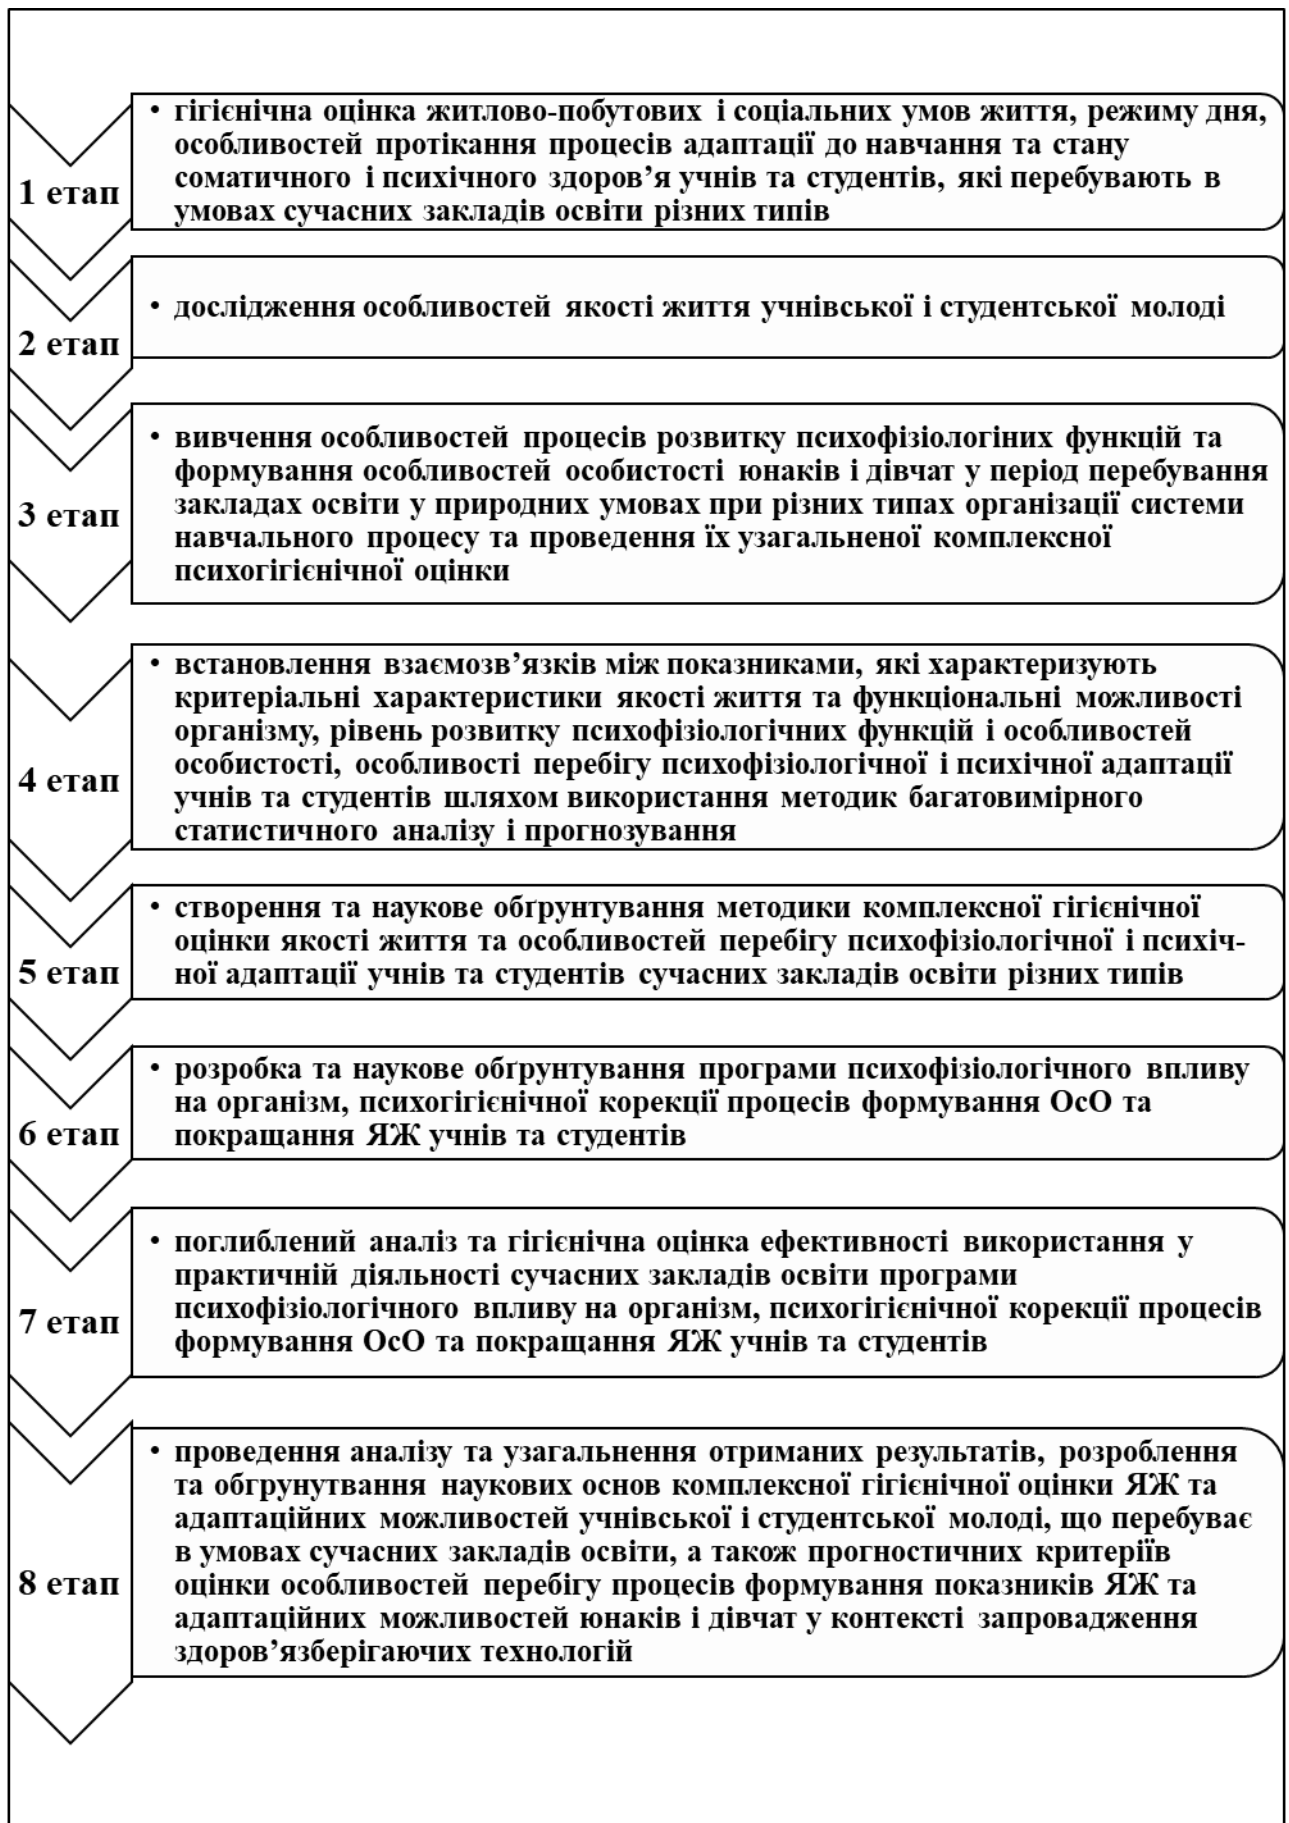 1 етап
• гігієнічна оцінка житлово-побутових і соціальних умов життя, режиму дня,
особливостей протікання процесів адаптації до навчання та стану
соматичного і психічного здоров’я учнів та студентів, які перебувають в
умовах сучасних закладів освіти різних типів
2 етап
• дослідження особливостей якості життя учнівської і студентської молоді
3 етап
• вивчення особливостей процесів розвитку психофізіологіних функцій та
формування особливостей особистості юнаків і дівчат у період перебування
закладах освіти у природних умовах при різних типах організації системи
навчального процесу та проведення їх узагальненої комплексної
психогігієнічної оцінки
4 етап
• встановлення взаємозв’язків між показниками, які характеризують
критеріальні характеристики якості життя та функціональні можливості
організму, рівень розвитку психофізіологічних функцій і особливостей
особистості, особливості перебігу психофізіологічної і психічної адаптації
учнів та студентів шляхом використання методик багатовимірного
статистичного аналізу і прогнозування
5 етап
• створення та наукове обґрунтування методики комплексної гігієнічної
оцінки якості життя та особливостей перебігу психофізіологічної і психіч-
ної адаптації учнів та студентів сучасних закладів освіти різних типів
6 етап
• розробка та наукове обґрунтування програми психофізіологічного впливу
на організм, психогігієнічної корекції процесів формування ОсО та
покращання ЯЖ учнів та студентів
7 етап
• поглиблений аналіз та гігієнічна оцінка ефективності використання у
практичній діяльності сучасних закладів освіти програми
психофізіологічного впливу на організм, психогігієнічної корекції процесів
формування ОсО та покращання ЯЖ учнів та студентів
8 етап
• проведення аналізу та узагальнення отриманих результатів, розроблення
та обгрунутвання наукових основ комплексної гігієнічної оцінки ЯЖ та
адаптаційних можливостей учнівської і студентської молоді, що перебуває
в умовах сучасних закладів освіти, а також прогностичних критеріїв
оцінки особливостей перебігу процесів формування показників ЯЖ та
адаптаційних можливостей юнаків і дівчат у контексті запровадження
здоров’язберігаючих технологій